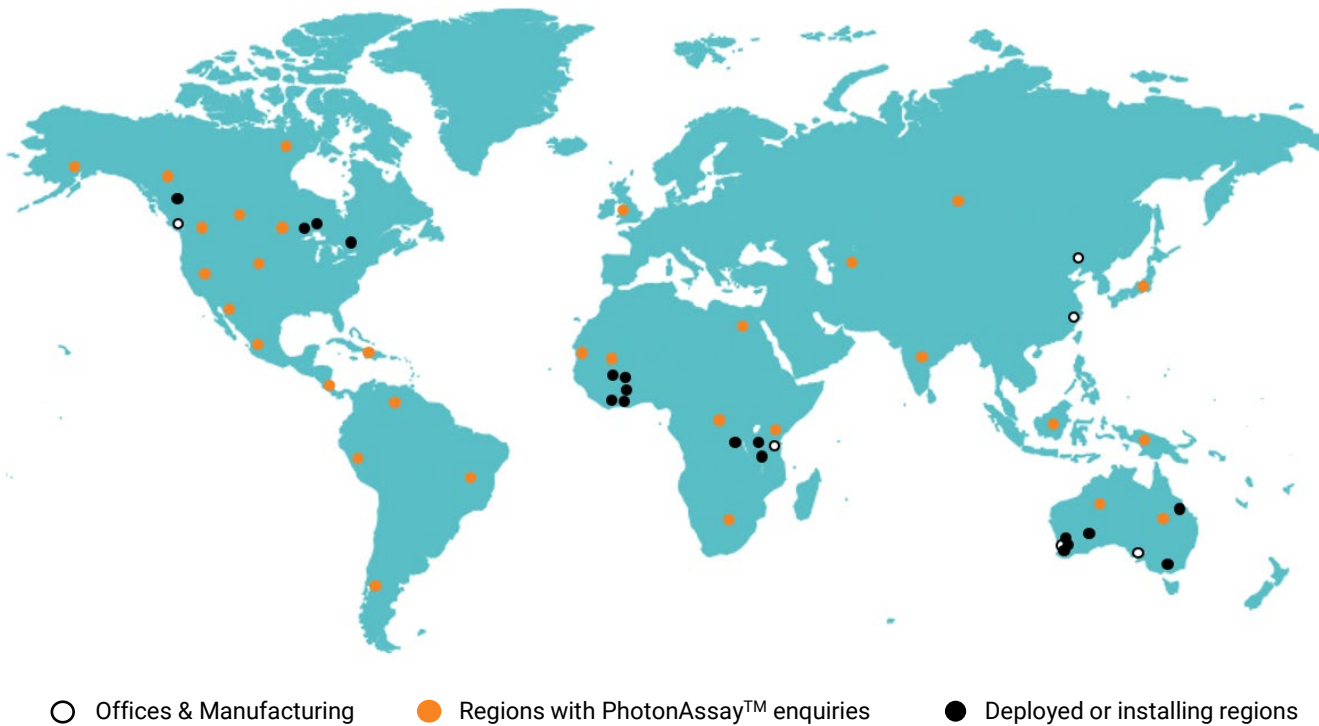 Offices & Manufacturing Regions with PhotonAssay™ enquiries Deployed or installing regions